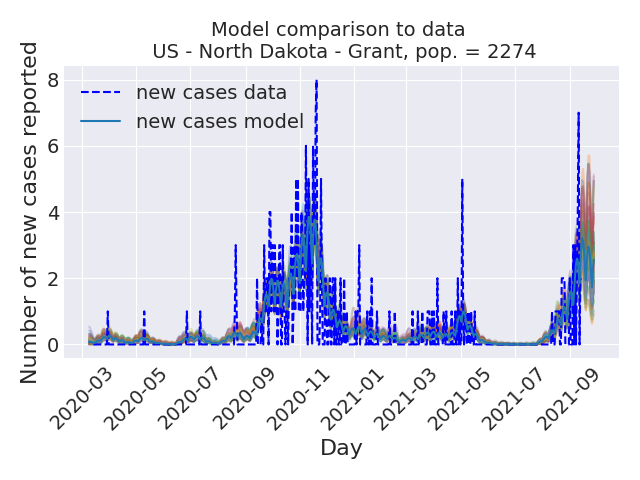 Model comparison to data
US - North Dakota - Grant, pop. = 2274
Number of new cases reported
8
6
4
2
0
new cases data
new cases model
2020-03
2020-05
2020-07
2020-09
2020-11
2021-01
2021-03
2021-05
2021-07
2021-09
Day